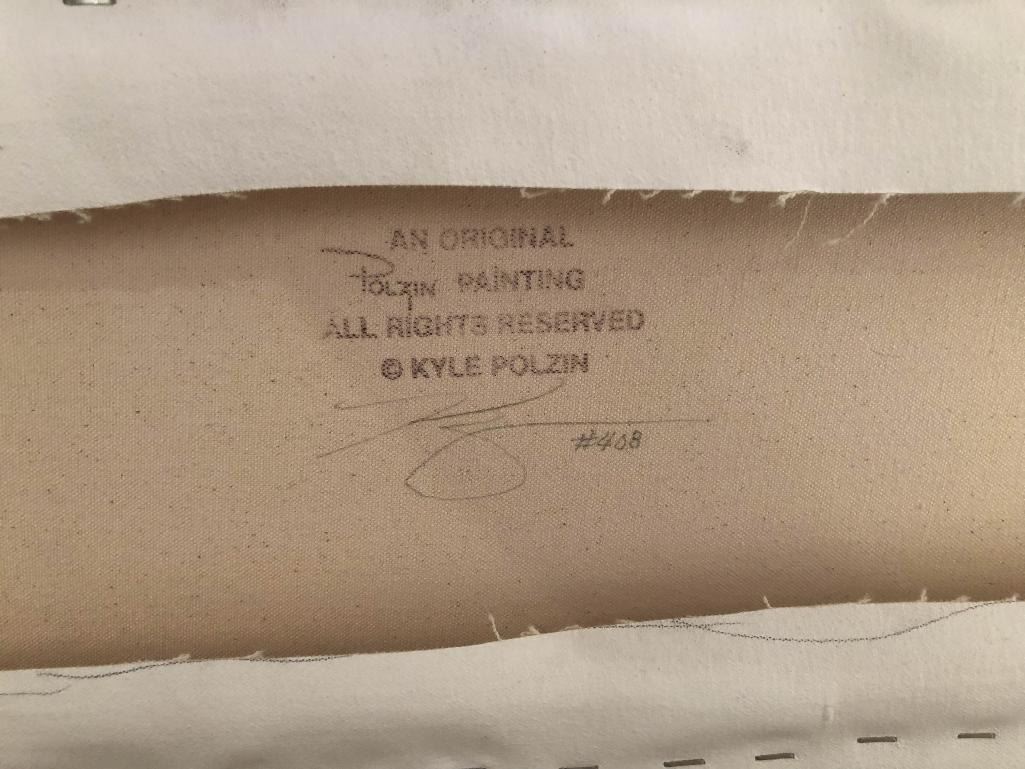 AN ORIGINAL
Polzin PAINTING
ALL RIGHTS RESERVED
© KYLE POLZIN
#408